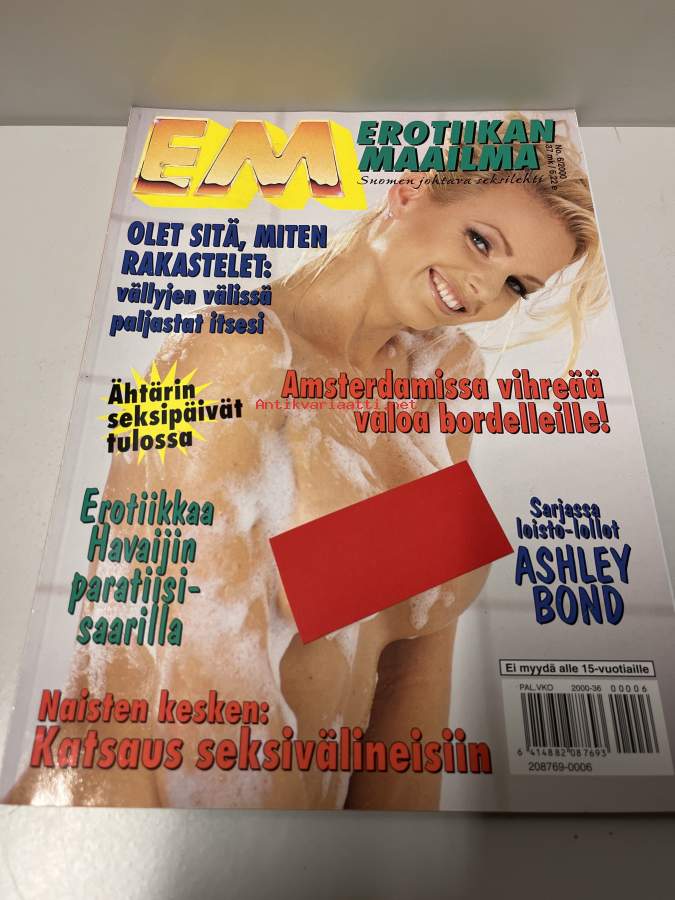 EM
EROTIIKAN
MAAILMA
Suomen johtava seksilehti
No. 6/2000
37 mk / 6,22 e
OLET SITÄ, MITEN
RAKASTELET:
vällyjen välissä
paljastat itsesi
Ähtärin
seksipäivät
tulossa
Amsterdamissa vihreää
valoa bordelleille!
Antikvariaatti.net
Erotiikkaa
Havaijin
paratiisi-
saarilla
Sarjassa
loisto-lollot
ASHLEY
BOND
Ei myydä alle 15-vuotiaille
PAL.VKO 2000-36 00006
6 414882 087693
208769-0006
Naisten kesken:
Katsaus seksivälineisiin